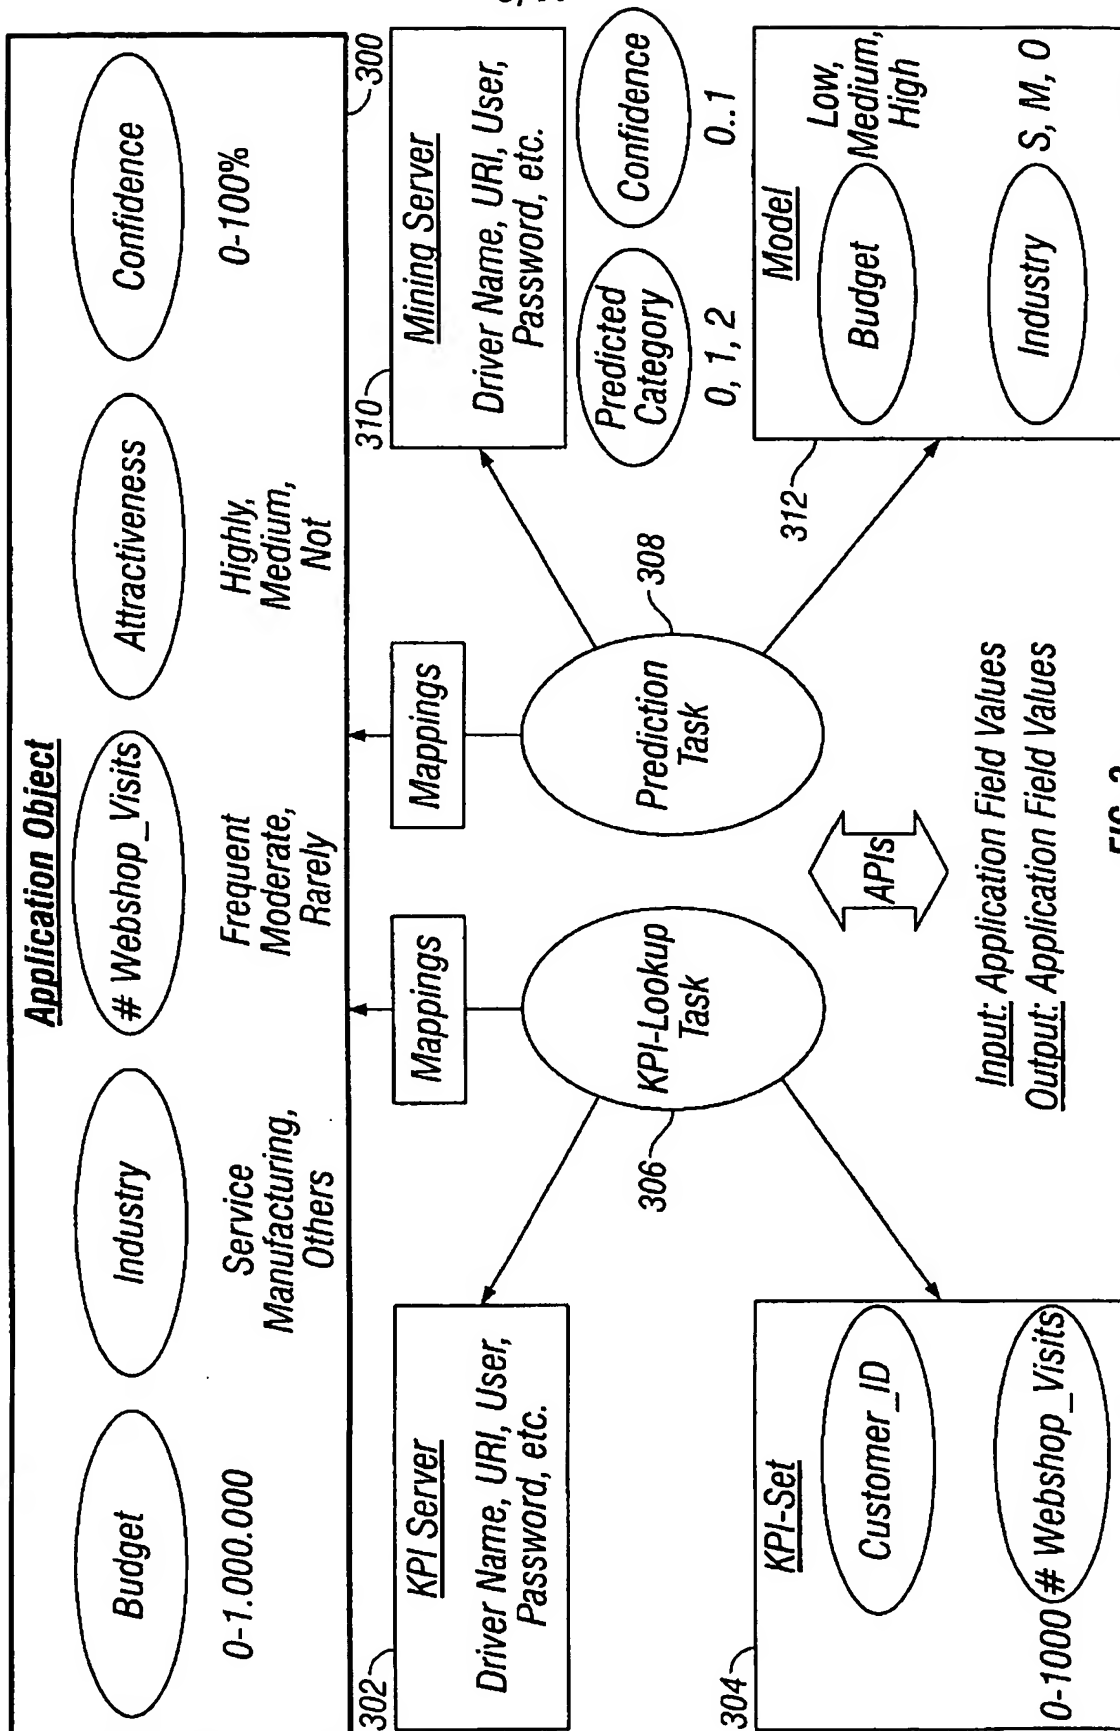 Application Object
Budget
0-1.000.000
Industry
Service
Manufacturing,
Others
# Webshop_Visits
Frequent
Moderate,
Rarely
Attractiveness
Highly,
Medium,
Not
Confidence
0-100%
300
302
KPI Server
Driver Name, URI, User,
Password, etc.
Mappings
Mappings
310
Mining Server
Driver Name, URI, User,
Password, etc.
KPI-Lookup
Task
306
Prediction
Task
308
Predicted
Category
0, 1, 2
Confidence
0..1
304
KPI-Set
Customer_ID
0-1000
# Webshop_Visits
APIs
312
Model
Budget
Low,
Medium,
High
Industry
S, M, O
Input: Application Field Values
Output: Application Field Values